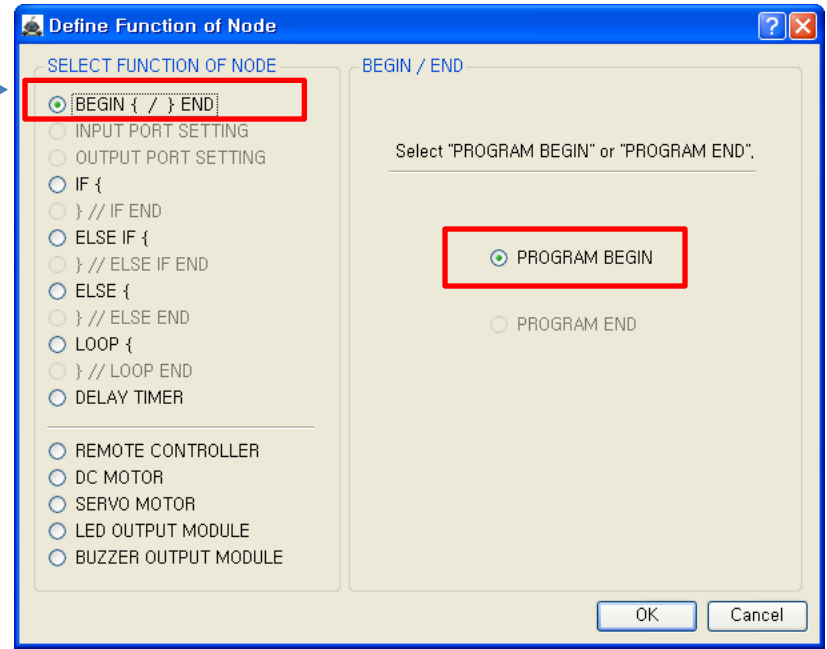 Define Function of Node
SELECT FUNCTION OF NODE
BEGIN { / } END
INPUT PORT SETTING
OUTPUT PORT SETTING
IF {
} // IF END
ELSE IF {
} // ELSE IF END
ELSE {
} // ELSE END
LOOP {
} // LOOP END
DELAY TIMER
REMOTE CONTROLLER
DC MOTOR
SERVO MOTOR
LED OUTPUT MODULE
BUZZER OUTPUT MODULE
BEGIN / END
Select "PROGRAM BEGIN" or "PROGRAM END",
PROGRAM BEGIN
PROGRAM END
OK
Cancel